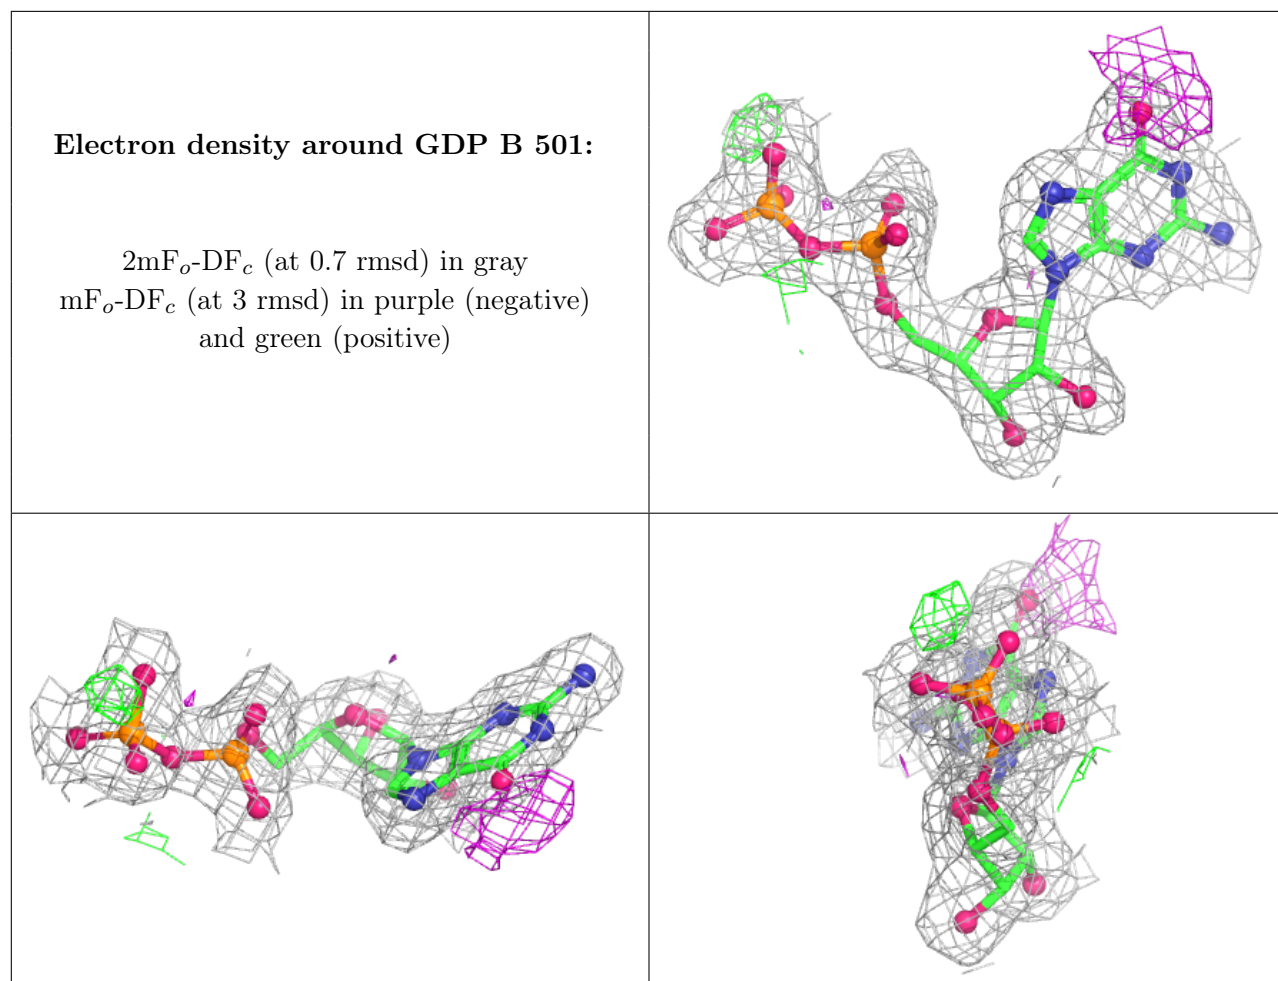 Electron density around GDP B 501:
2mFo-DFc (at 0.7 rmsd) in gray
mFo-DFc (at 3 rmsd) in purple (negative)
and green (positive)